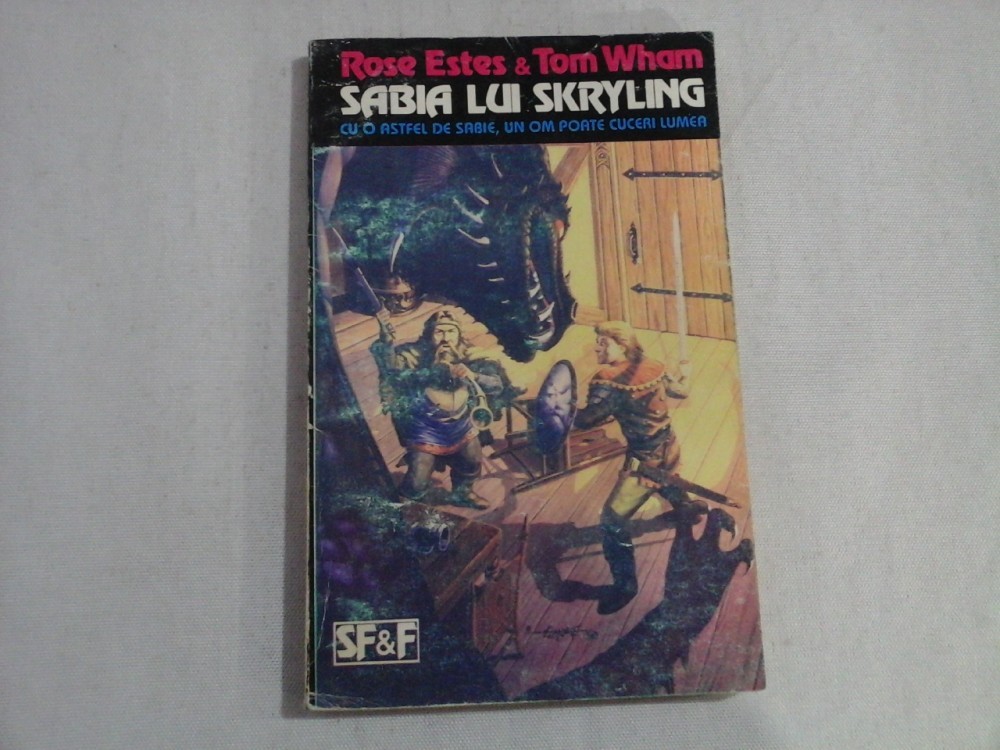 Rose Estes & Tom Wham
SABIA LUI SKRYLING
CU O ASTFEL DE SABIE, UN OM POATE CUCERI LUMEA
SF&F